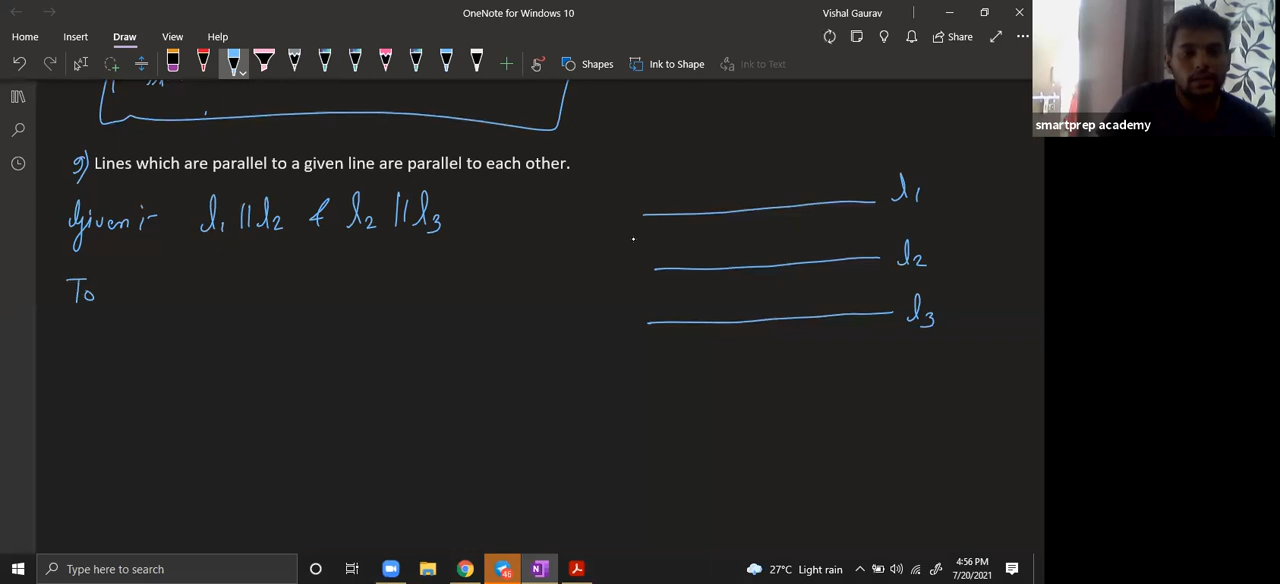 OneNote for Windows 10
Vishal Gaurav
Home Insert Draw View Help
Share
Shapes
Ink to Shape
Ink to Text
smartprep academy
9) Lines which are parallel to a given line are parallel to each other.
Given :- l1 || l2 & l2 || l3
To
l1
l2
l3
Type here to search
46
27°C Light rain
4:56 PM
7/20/2021